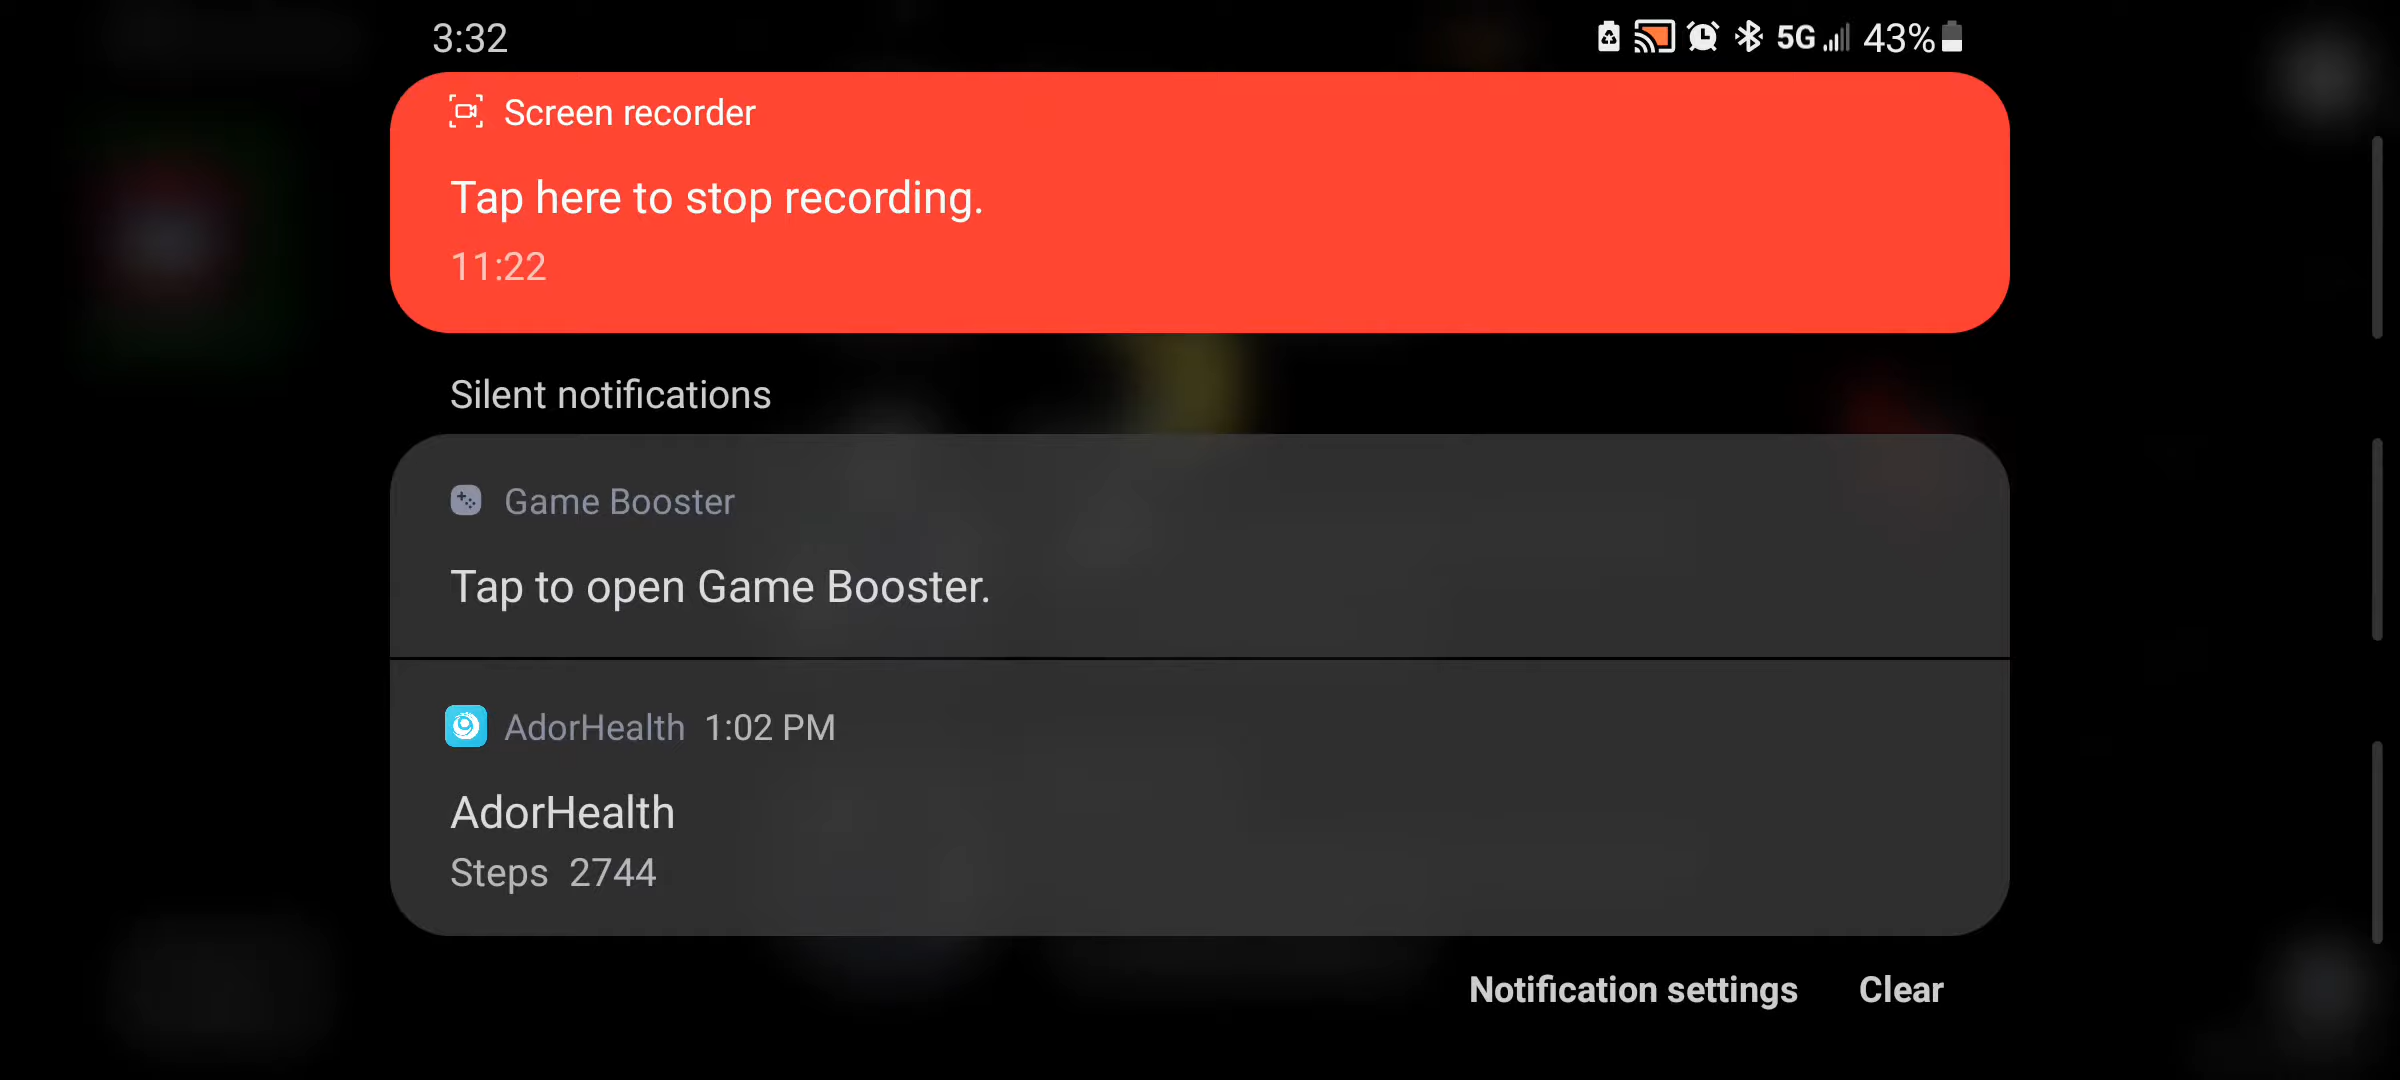 3:32
5G 43%
Screen recorder
Tap here to stop recording.
11:22
Silent notifications
Game Booster
Tap to open Game Booster.
AdorHealth 1:02 PM
AdorHealth
Steps 2744
Notification settings Clear